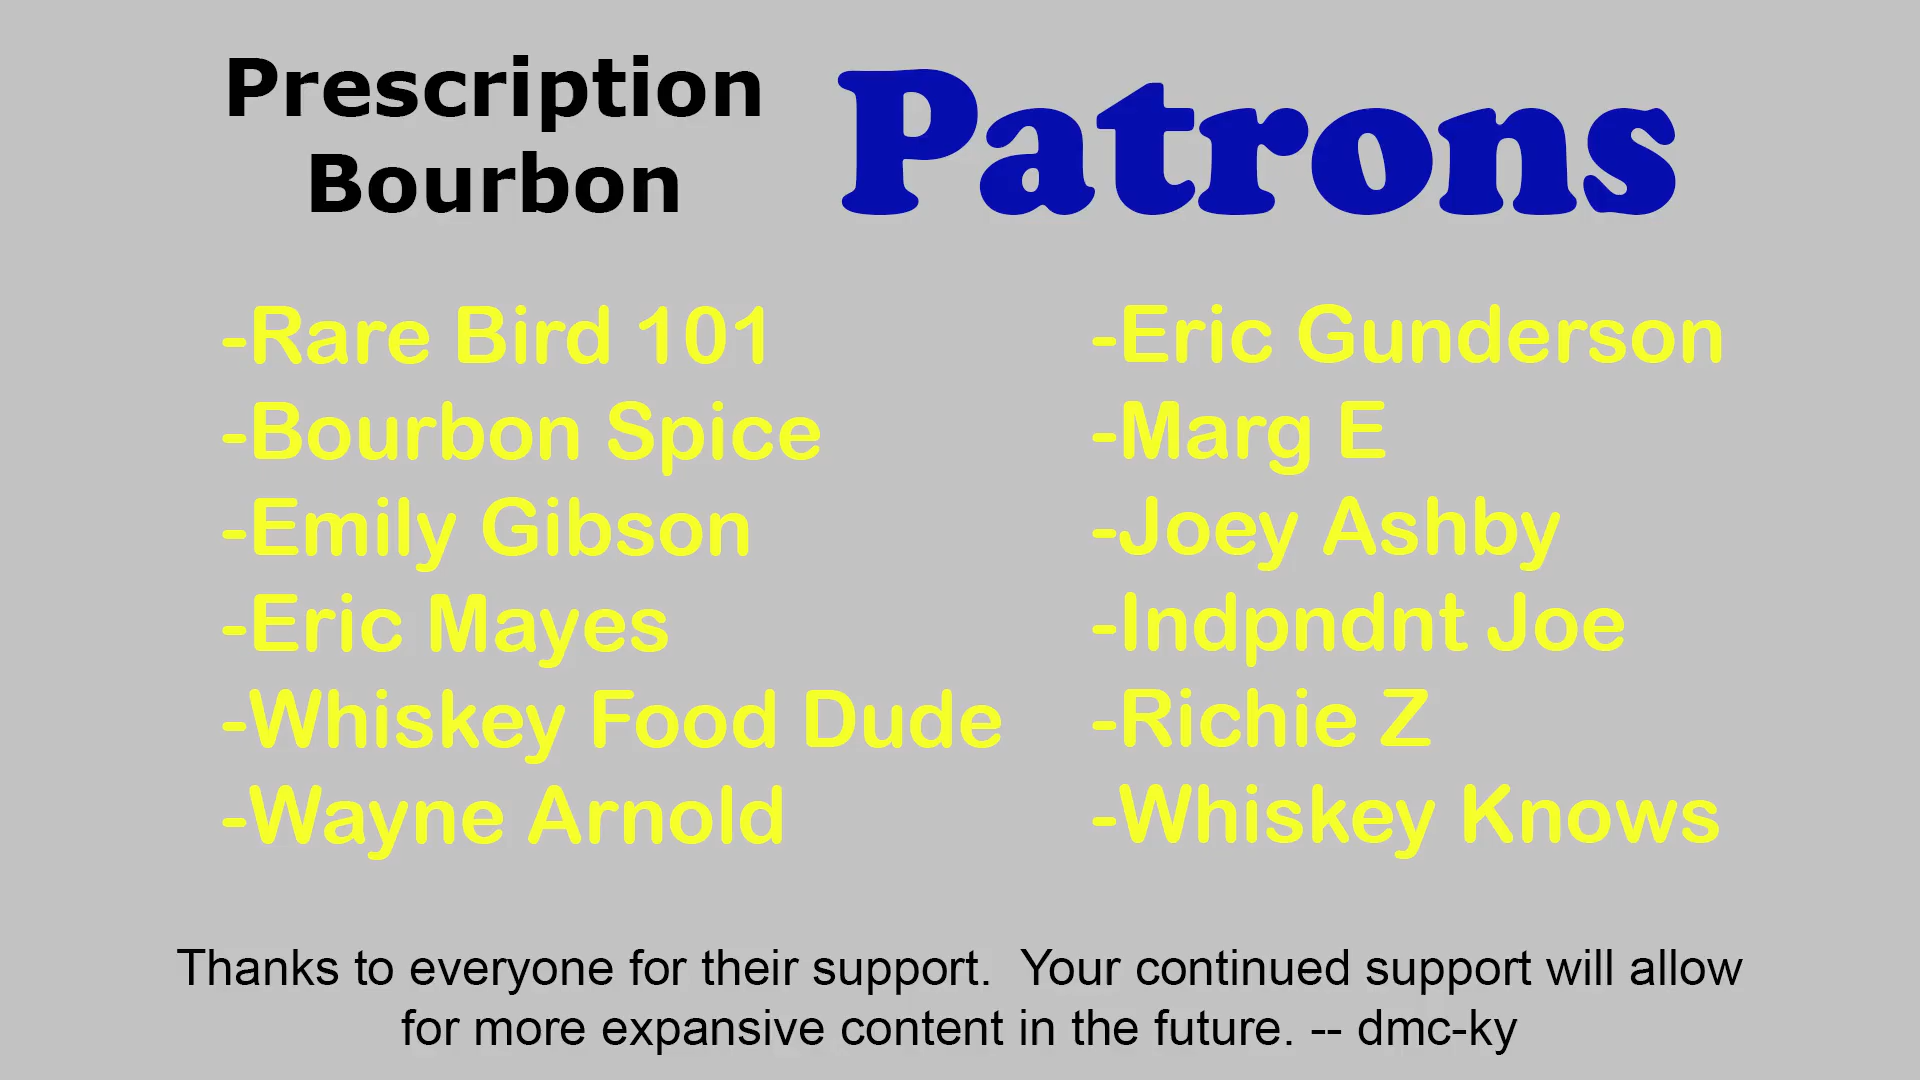 Prescription
Bourbon
Patrons
-Rare Bird 101
-Bourbon Spice
-Emily Gibson
-Eric Mayes
-Whiskey Food Dude
-Wayne Arnold
-Eric Gunderson
-Marg E
-Joey Ashby
-Indpndnt Joe
-Richie Z
-Whiskey Knows
Thanks to everyone for their support.  Your continued support will allow
for more expansive content in the future. -- dmc-ky